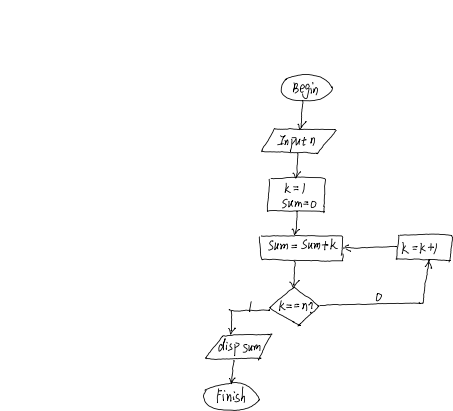 Begin
Input n
k=1
sum=0
sum=sum+k
k=k+1
k==n?
1
0
disp sum
Finish